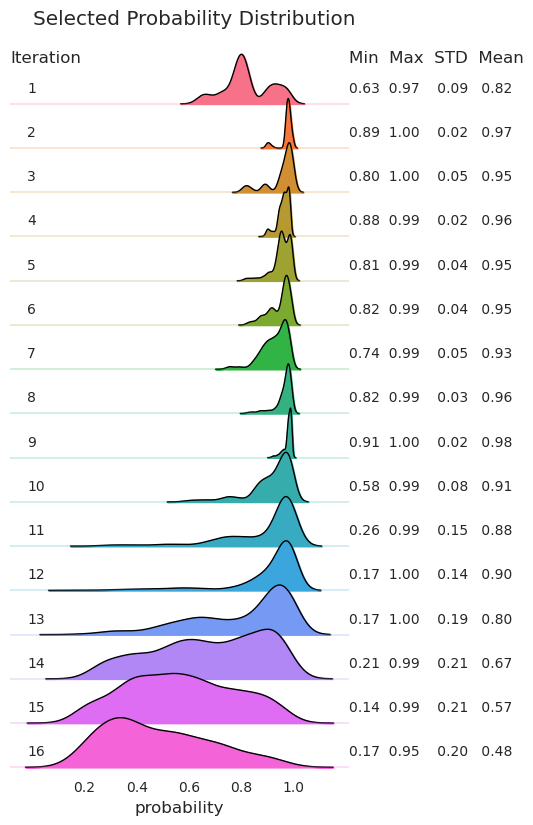 Selected Probability Distribution
Iteration Min Max STD Mean
1 0.63 0.97 0.09 0.82
2 0.89 1.00 0.02 0.97
3 0.80 1.00 0.05 0.95
4 0.88 0.99 0.02 0.96
5 0.81 0.99 0.04 0.95
6 0.82 0.99 0.04 0.95
7 0.74 0.99 0.05 0.93
8 0.82 0.99 0.03 0.96
9 0.91 1.00 0.02 0.98
10 0.58 0.99 0.08 0.91
11 0.26 0.99 0.15 0.88
12 0.17 1.00 0.14 0.90
13 0.17 1.00 0.19 0.80
14 0.21 0.99 0.21 0.67
15 0.14 0.99 0.21 0.57
16 0.17 0.95 0.20 0.48
0.2 0.4 0.6 0.8 1.0
probability